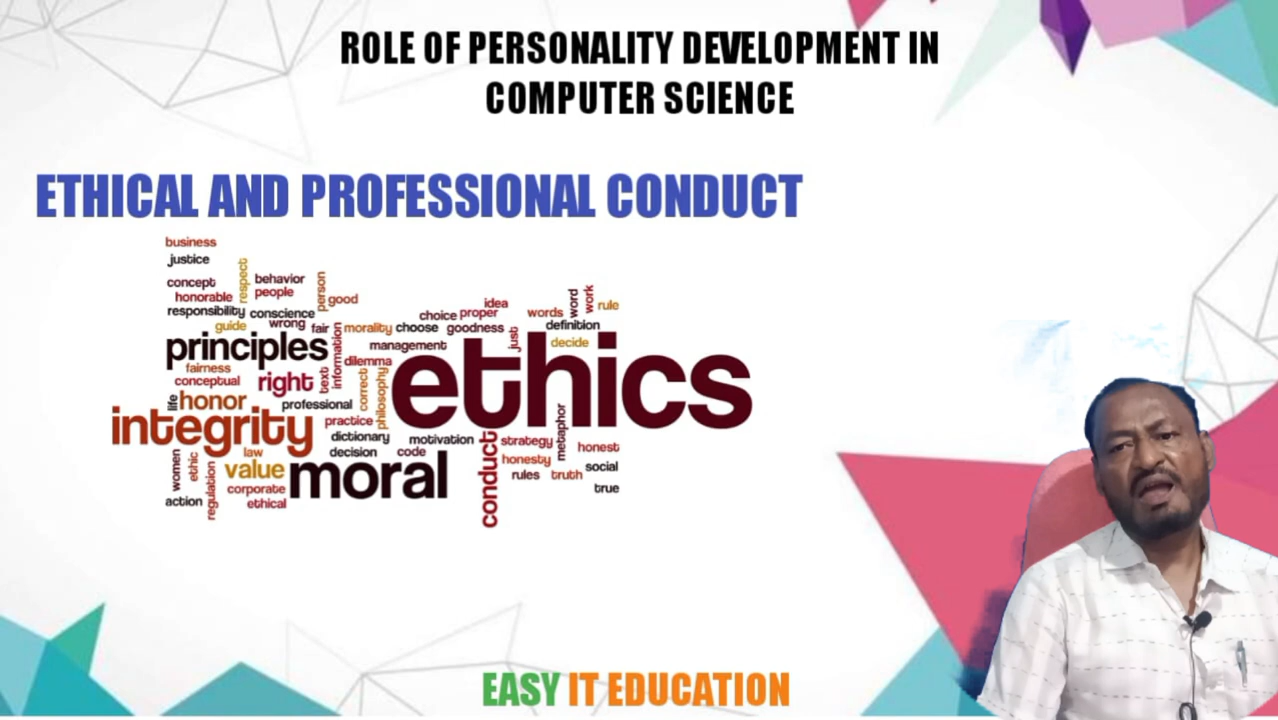 ROLE OF PERSONALITY DEVELOPMENT IN
COMPUTER SCIENCE
ETHICAL AND PROFESSIONAL CONDUCT
business
justice
concept
respect
behavior
people
person
good
honorable
responsibility
conscience
guide
wrong
fair
morality
choose
choice
proper
idea
goodness
just
words
word
work
rule
definition
decide
principles
information
management
dilemma
ethics
fairness
conceptual
right
text
correct
philosophy
life
honor
professional
integrity
practice
dictionary
motivation
metaphor
conduct
strategy
honest
law
decision
code
honesty
social
women
ethic
regulation
value
moral
rules
truth
corporate
true
action
ethical
EASY IT EDUCATION